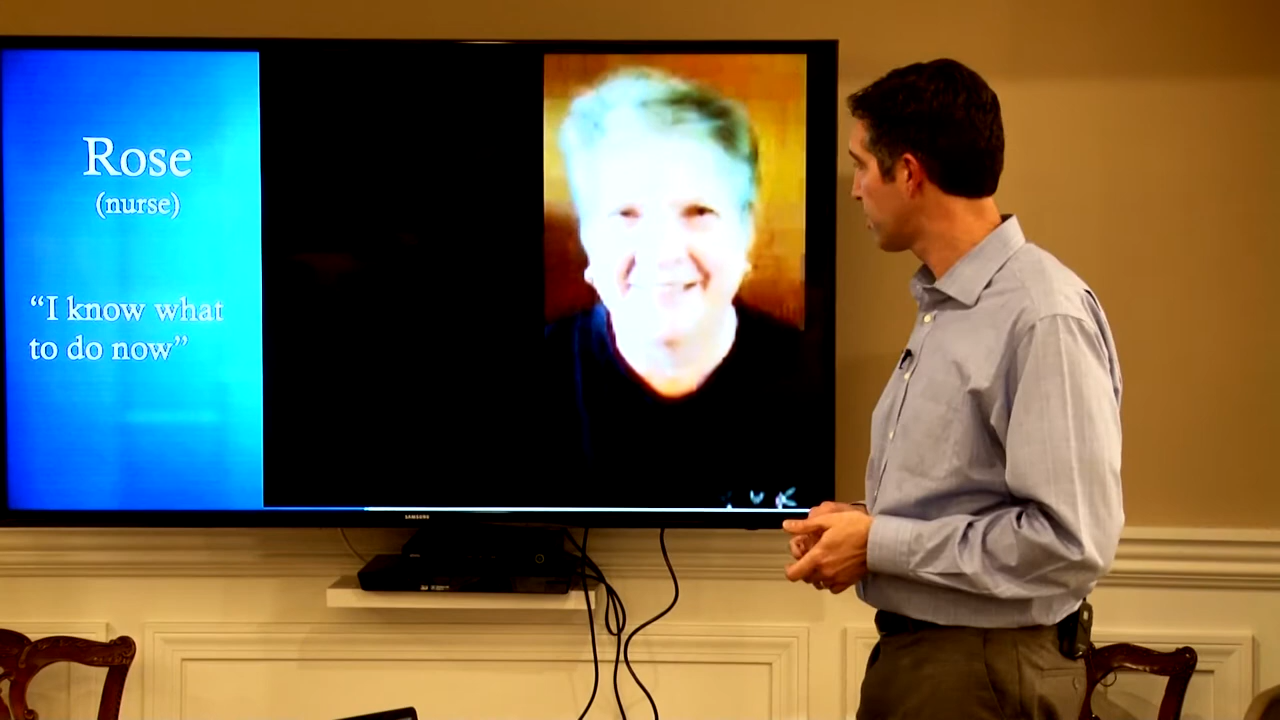 Rose
(nurse)
“I know what
to do now”
SAMSUNG